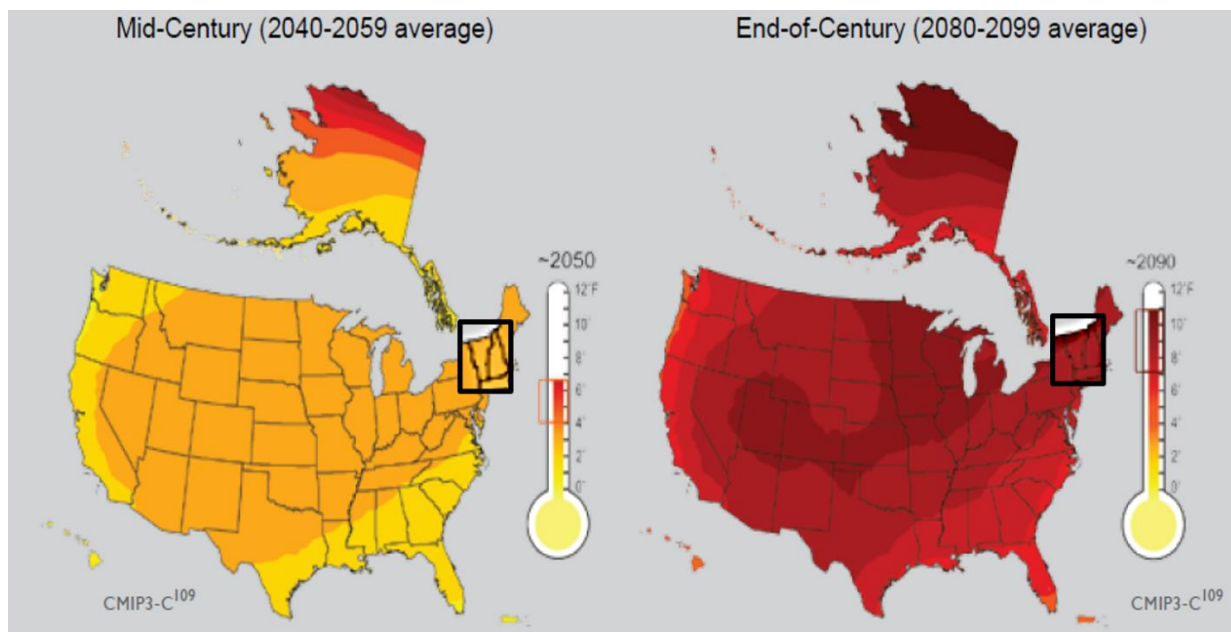 Mid-Century (2040-2059 average)
End-of-Century (2080-2099 average)
~2050
12°F
10°
8°
6°
4°
2°
0°
~2090
12°F
10°
8°
6°
4°
2°
0°
CMIP3-C109
CMIP3-C109